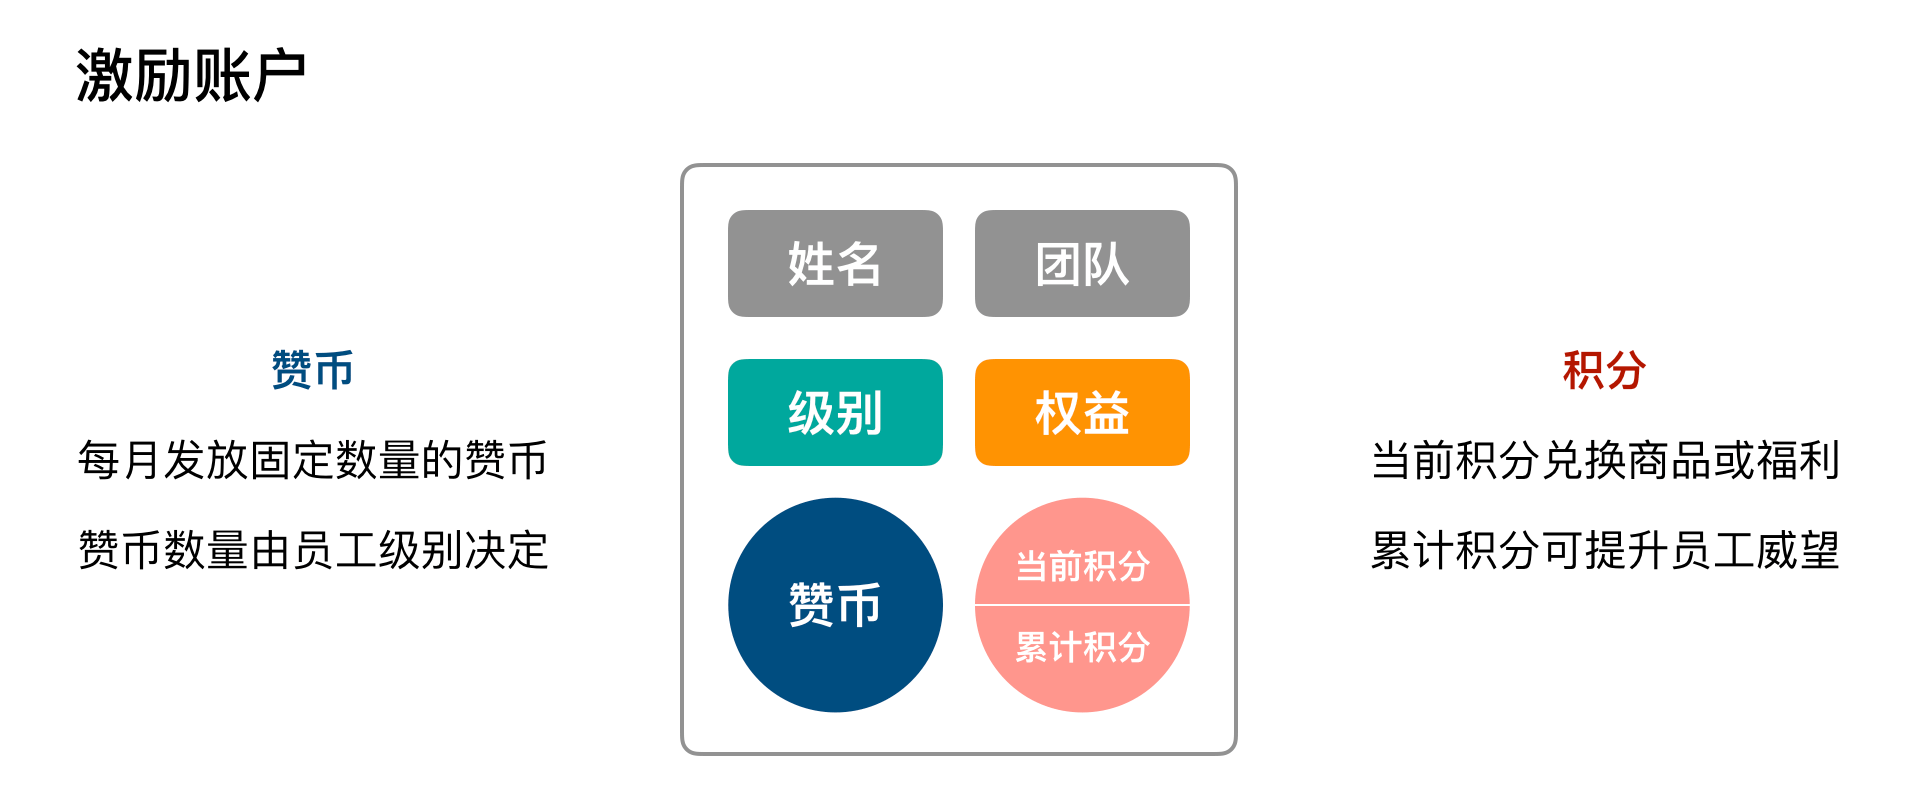 激励账户
姓名
团队
级别
权益
赞币
当前积分
累计积分
赞币
每月发放固定数量的赞币
赞币数量由员工级别决定
积分
当前积分兑换商品或福利
累计积分可提升员工威望